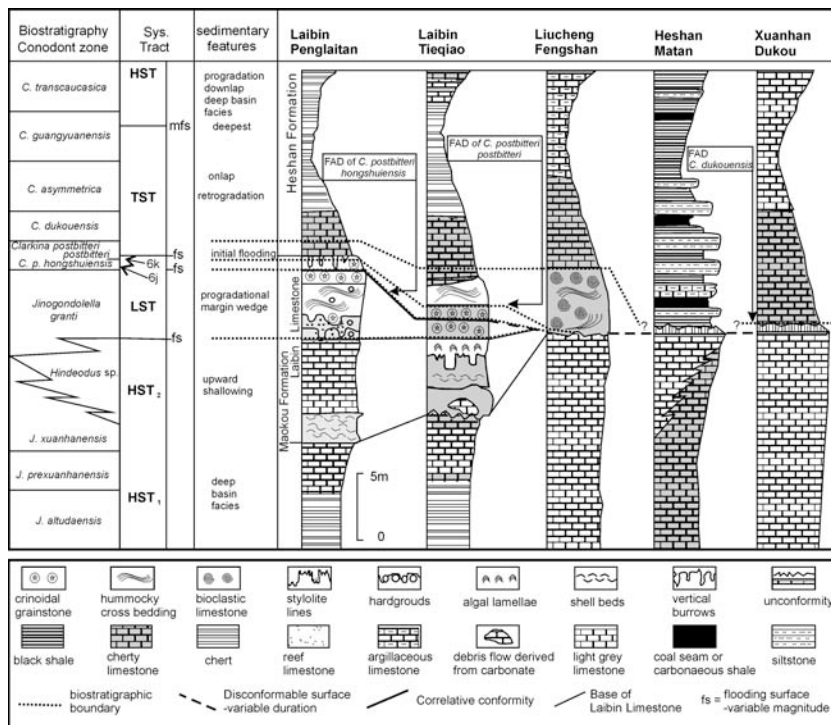 Biostratigraphy
Conodont zone
Sys.
Tract
sedimentary
features
Laibin
Penglaitan
Laibin
Tieqiao
Liucheng
Fengshan
Heshan
Matan
Xuanhan
Dukou
C. transcaucasica
C. guangyuanensis
C. asymmetrica
C. dukouensis
Clarkina postbitteri
postbitteri
C. p. hongshuiensis
6k
6j
Jinogondolella
granti
Hindeodus sp.
J. xuanhanensis
J. prexuanhanensis
J. altudaensis
HST
mfs
TST
fs
fs
LST
fs
HST 2
HST 1
progradation
downlap
deep basin
facies
deepest
onlap
retrogradation
initial flooding
progradational
margin wedge
upward
shallowing
deep
basin
facies
Heshan Formation
Maokou Formation
Laibin Limestone
FAD of C. postbitteri
hongshuiensis
FAD of C. postbitteri
postbitteri
FAD
C. dukouensis
?
?
5m
0
crinoidal
grainstone
hummocky
cross bedding
bioclastic
limestone
stylolite
lines
hardgrouds
algal lamellae
shell beds
vertical
burrows
unconformity
black shale
cherty
limestone
chert
reef
limestone
argillaceous
limestone
debris flow derived
from carbonate
light grey
limestone
coal seam or
carbonaeous shale
siltstone
biostratigraphic
boundary
Disconformable surface
-variable duration
Correlative conformity
Base of
Laibin Limestone
fs = flooding surface
-variable magnitude